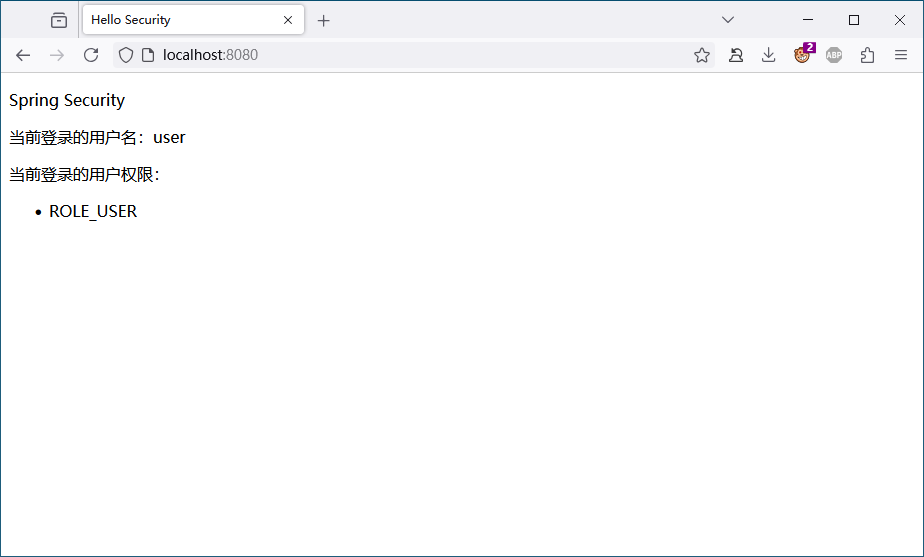 Hello Security
localhost:8080
2
ABP
Spring Security
当前登录的用户名：user
当前登录的用户权限：
• ROLE_USER